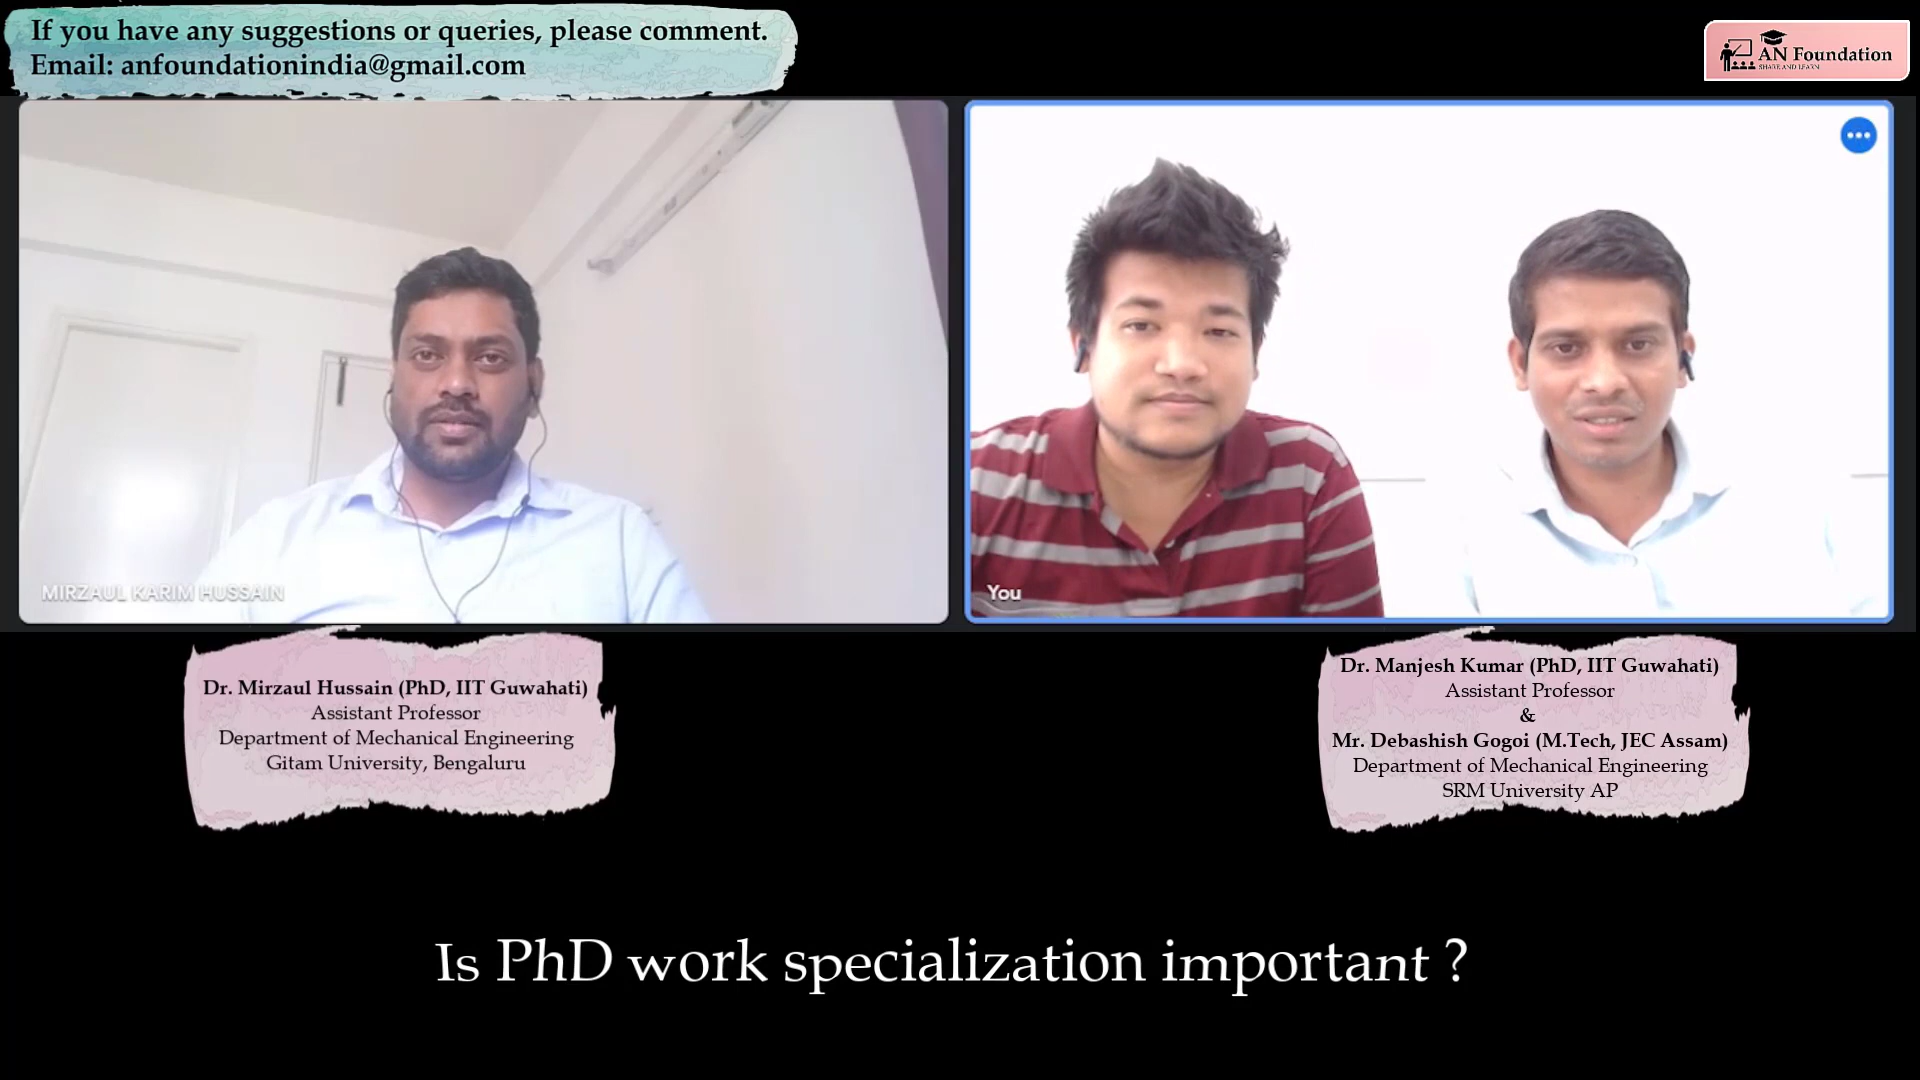 If you have any suggestions or queries, please comment.
Email: anfoundationindia@gmail.com
AN Foundation
SHARE AND LEARN
MIRZAUL KARIM HUSSAIN
You
Dr. Mirzaul Hussain (PhD, IIT Guwahati)
Assistant Professor
Department of Mechanical Engineering
Gitam University, Bengaluru
Dr. Manjesh Kumar (PhD, IIT Guwahati)
Assistant Professor
&
Mr. Debashish Gogoi (M.Tech, JEC Assam)
Department of Mechanical Engineering
SRM University AP
Is PhD work specialization important ?